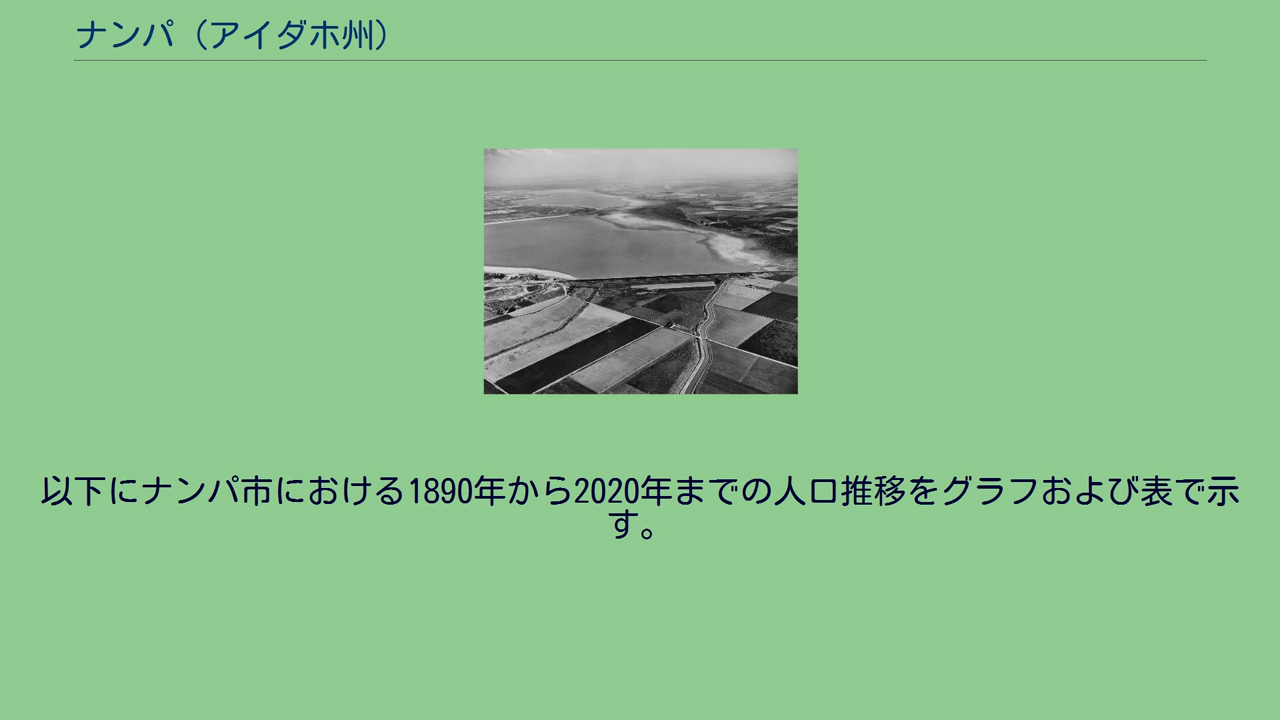 ナンパ（アイダホ州）
以下にナンパ市における1890年から2020年までの人口推移をグラフおよび表で示
す。